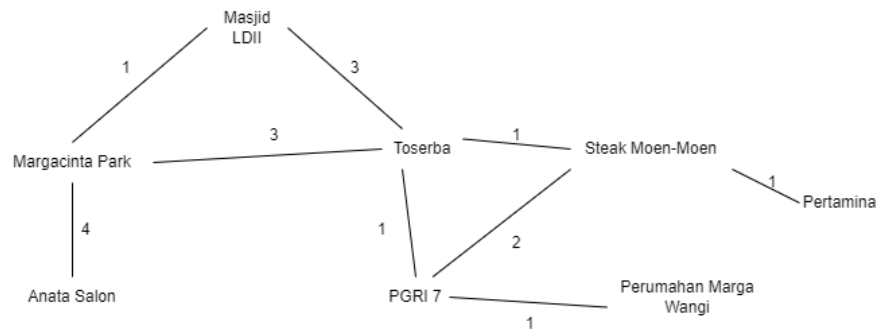 Masjid
LDII
1
3
3
Toserba
1
Steak Moen-Moen
Margacinta Park
1
Pertamina
4
1
2
Anata Salon
PGRI 7
Perumahan Marga
Wangi
1